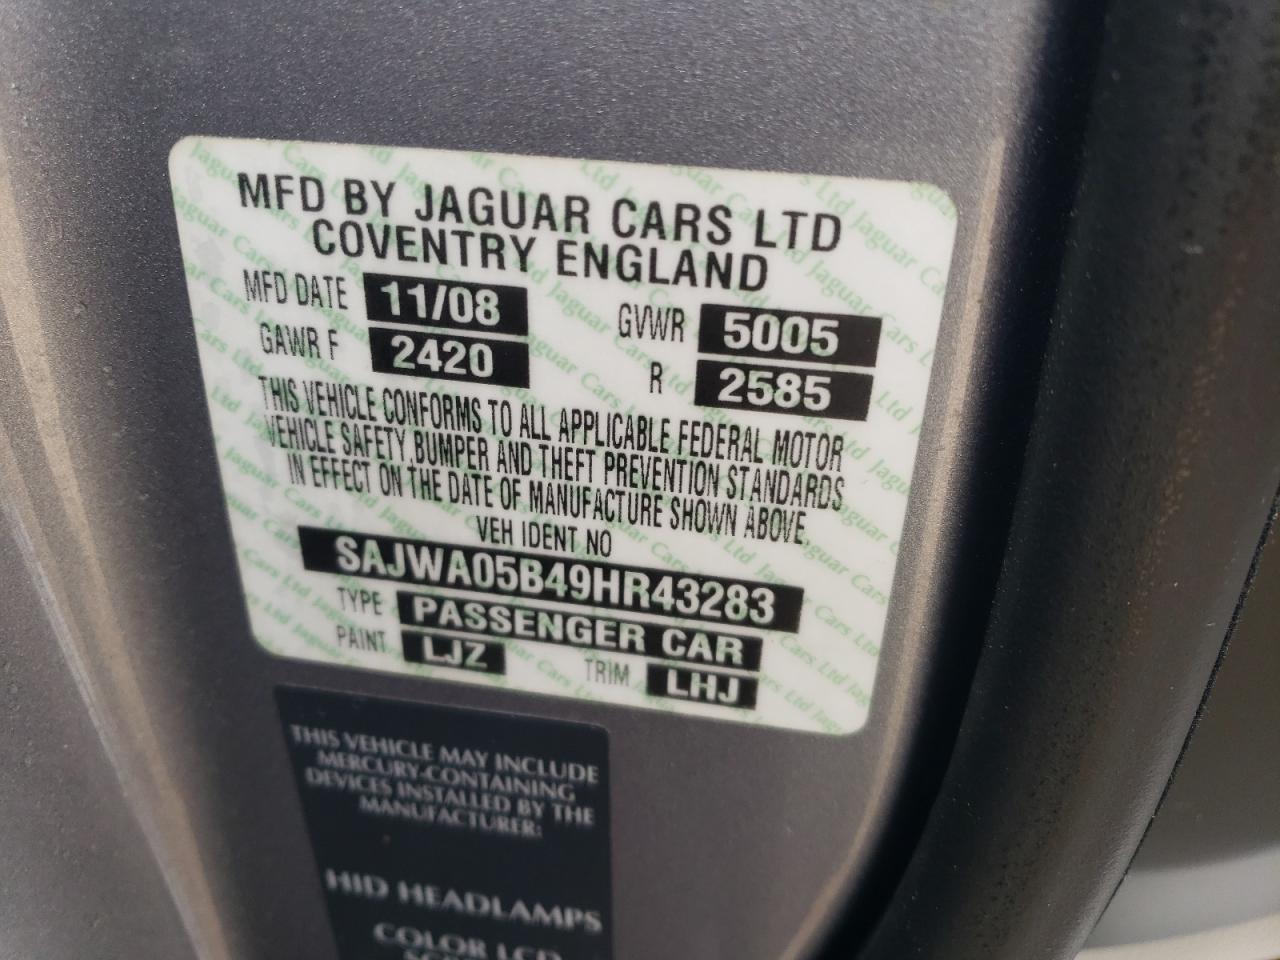 MFD BY JAGUAR CARS LTD
COVENTRY ENGLAND
MFD DATE 11/08 GVWR 5005
GAWR F 2420 R 2585
THIS VEHICLE CONFORMS TO ALL APPLICABLE FEDERAL MOTOR
VEHICLE SAFETY, BUMPER AND THEFT PREVENTION STANDARDS
IN EFFECT ON THE DATE OF MANUFACTURE SHOWN ABOVE.
VEH IDENT NO
SAJWA05B49HR43283
TYPE PASSENGER CAR
PAINT LJZ TRIM LHJ
THIS VEHICLE MAY INCLUDE
MERCURY-CONTAINING
DEVICES INSTALLED BY THE
MANUFACTURER:
HID HEADLAMPS
COLOR LCD